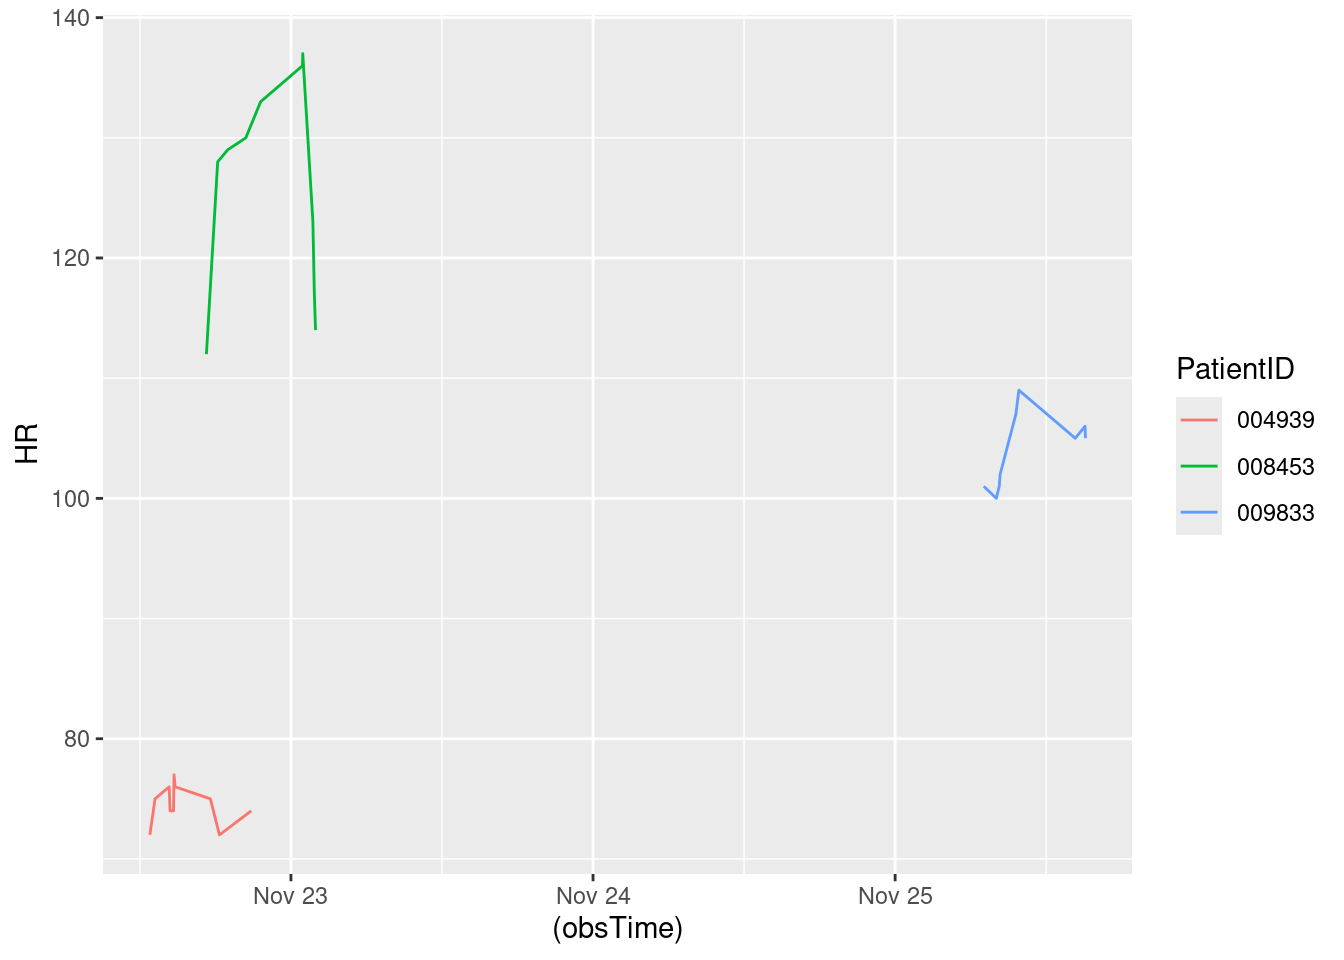 140
120
100
80
HR
Nov 23
Nov 24
Nov 25
(obsTime)
PatientID
004939
008453
009833